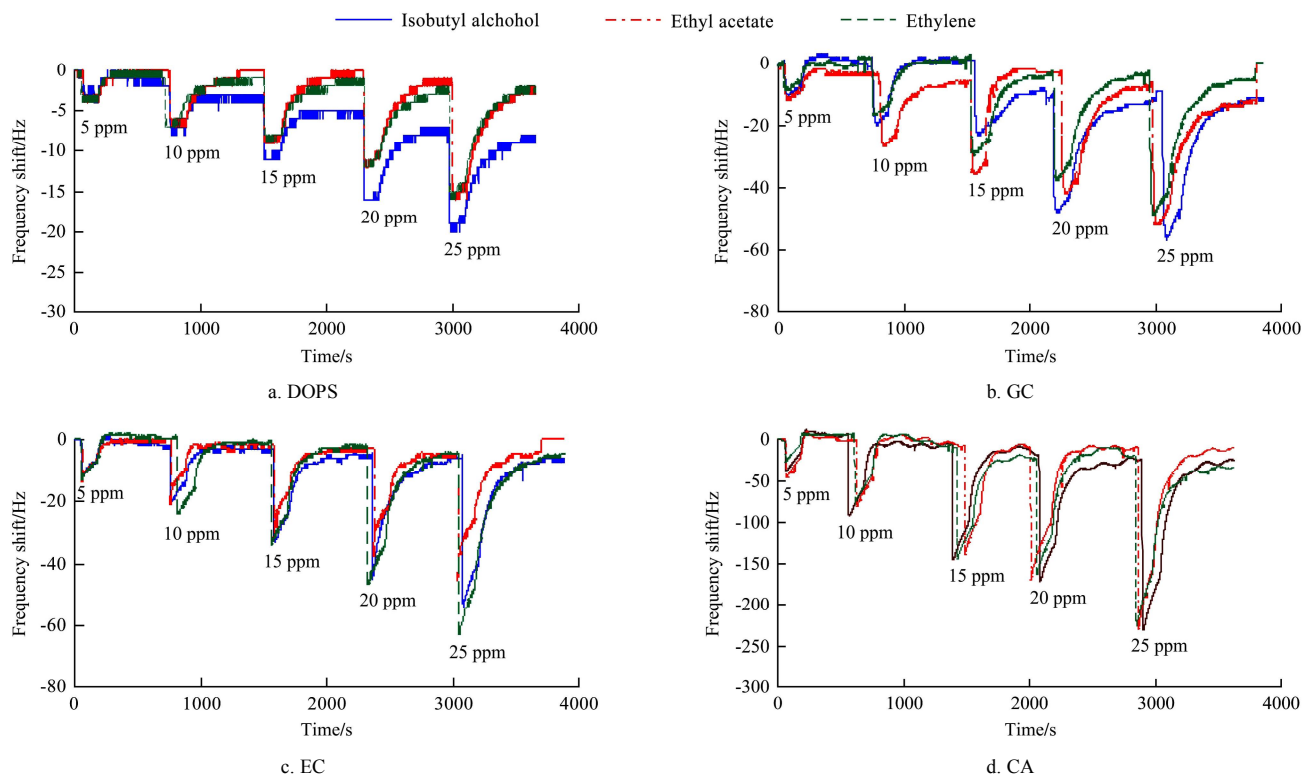 Isobutyl alchohol Ethyl acetate Ethylene
0
-5
-10
-15
-20
-25
-30
Frequency shift/Hz
5 ppm
10 ppm
15 ppm
20 ppm
25 ppm
0 1000 2000 3000 4000
Time/s
a. DOPS
0
-20
-40
-60
-80
Frequency shift/Hz
5 ppm
10 ppm
15 ppm
20 ppm
25 ppm
0 1000 2000 3000 4000
Time/s
b. GC
0
-20
-40
-60
-80
Frequency shift/Hz
5 ppm
10 ppm
15 ppm
20 ppm
25 ppm
0 1000 2000 3000 4000
Time/s
c. EC
0
-50
-100
-150
-200
-250
-300
Frequency shift/Hz
5 ppm
10 ppm
15 ppm
20 ppm
25 ppm
0 1000 2000 3000 4000
Time/s
d. CA